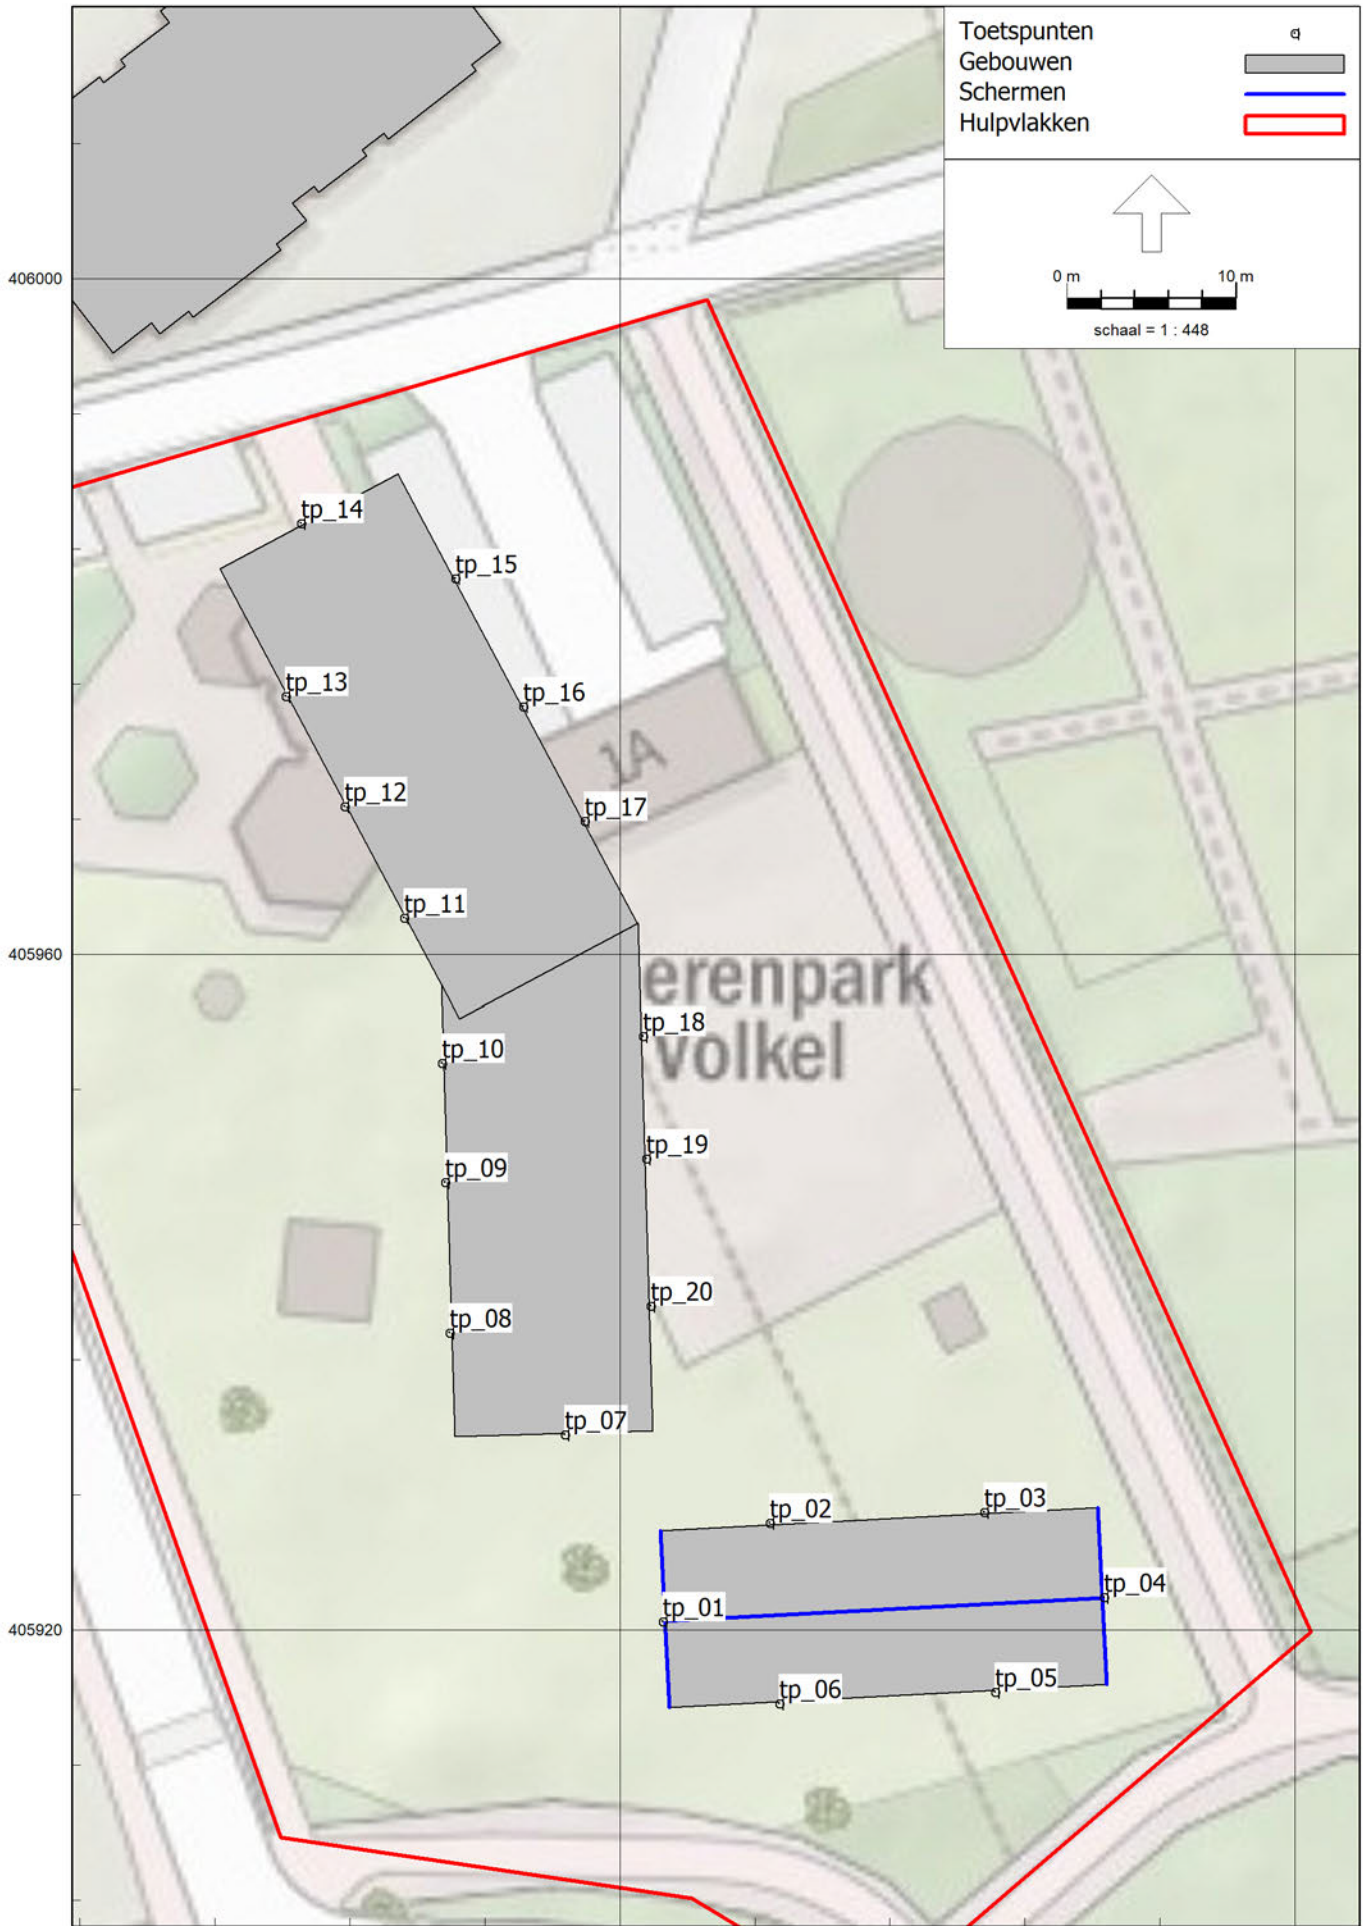 Toetspunten
Gebouwen
Schermen
Hulpvlakken
0 m 10 m
schaal = 1 : 448
406000
tp_14
tp_15
tp_13
tp_16
1A
tp_12
tp_17
tp_11
405960
erenpark
volkel
tp_18
tp_10
tp_19
tp_09
tp_20
tp_08
tp_07
tp_02
tp_03
tp_04
tp_01
405920
tp_05
tp_06